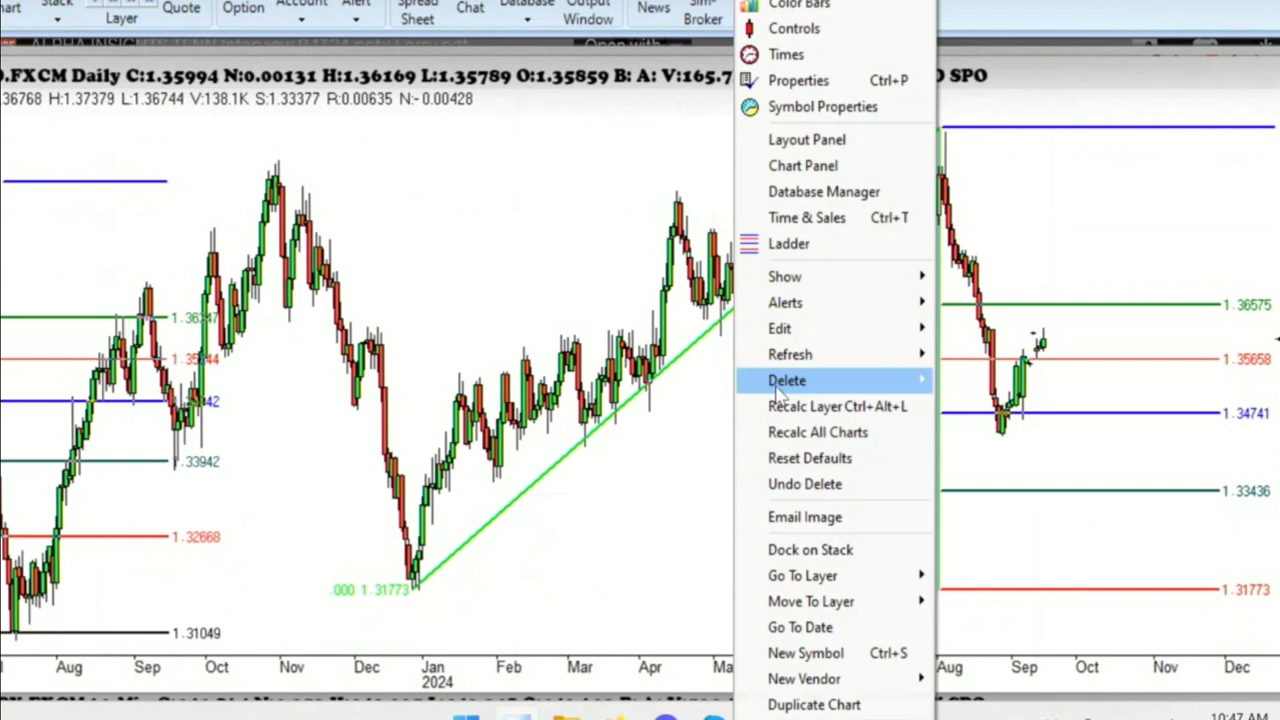 Stack
Quote
Option
Account
Alert
Spread
Sheet
Chat
Database
Output
Window
News
Sim-
Broker
Layer
Open with
.FXCM Daily C:1.35994 N:0.00131 H:1.36169 L:1.35789 O:1.35859 B: A: V:165.7
SPO
.36768 H:1.37379 L:1.36744 V:138.1K S:1.33377 R:0.00635 N:-0.00428
Color Bars
Controls
Times
Properties Ctrl+P
Symbol Properties
Layout Panel
Chart Panel
Database Manager
Time & Sales Ctrl+T
Ladder
Show
Alerts
Edit
Refresh
Delete
Recalc Layer Ctrl+Alt+L
Recalc All Charts
Reset Defaults
Undo Delete
Email Image
Dock on Stack
Go To Layer
Move To Layer
Go To Date
New Symbol Ctrl+S
New Vendor
Duplicate Chart
1.33942
1.32668
1.31049
.000 1.31773
1.36575
1.35658
1.34741
1.33436
1.31773
Aug Sep Oct Nov Dec Jan Feb Mar Apr
2024
Aug Sep Oct Nov Dec
10:47 AM